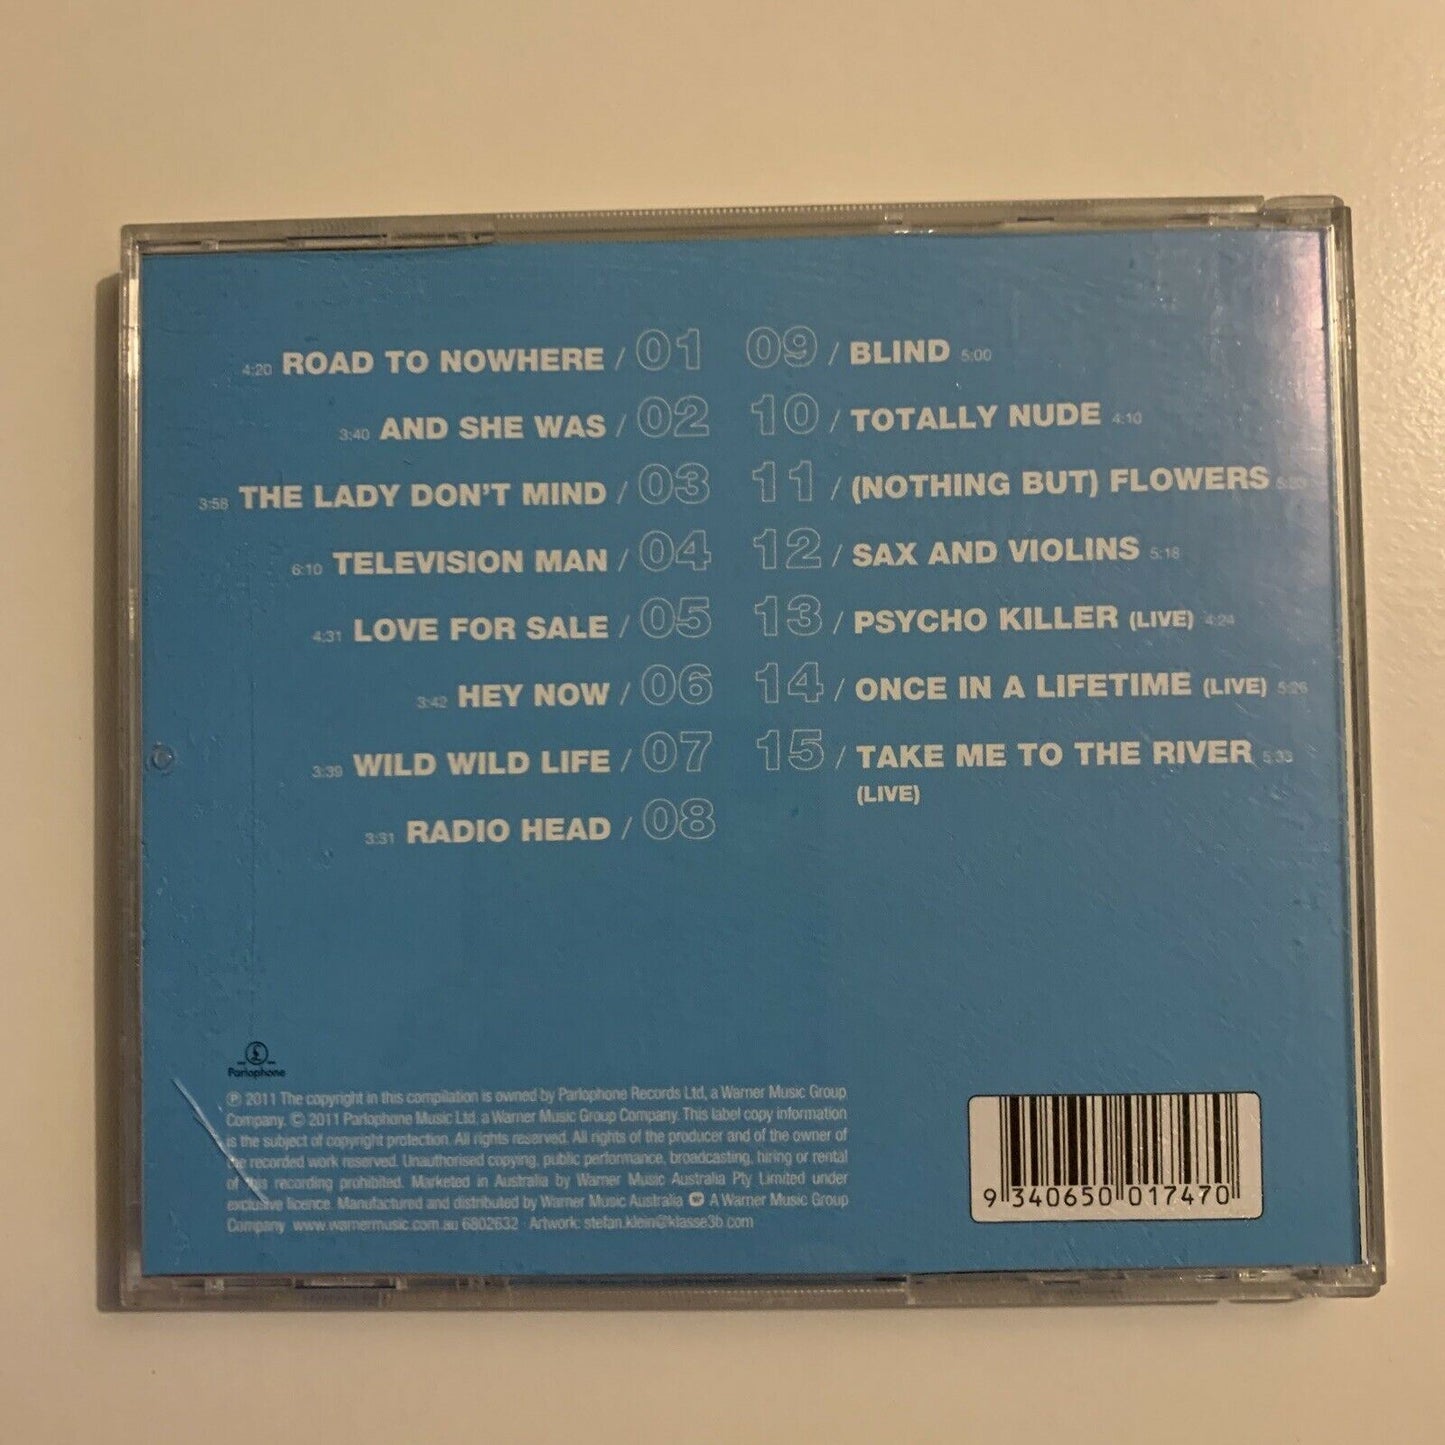 4:20 ROAD TO NOWHERE / 01
3:40 AND SHE WAS / 02
3:58 THE LADY DON'T MIND / 03
6:10 TELEVISION MAN / 04
4:31 LOVE FOR SALE / 05
3:42 HEY NOW / 06
3:39 WILD WILD LIFE / 07
3:31 RADIO HEAD / 08
09 / BLIND 5:00
10 / TOTALLY NUDE 4:10
11 / (NOTHING BUT) FLOWERS
12 / SAX AND VIOLINS 5:18
13 / PSYCHO KILLER (LIVE) 4:24
14 / ONCE IN A LIFETIME (LIVE) 5:26
15 / TAKE ME TO THE RIVER 5:33
(LIVE)
£
Parlophone
℗ 2011 The copyright in this compilation is owned by Parlophone Records Ltd, a Warner Music Group
Company. © 2011 Parlophone Music Ltd, a Warner Music Group Company. This label copy information
is the subject of copyright protection. All rights reserved. All rights of the producer and of the owner of
the recorded work reserved. Unauthorised copying, public performance, broadcasting, hiring or rental
of this recording prohibited. Marketed in Australia by Warner Music Australia Pty Limited under
exclusive licence. Manufactured and distributed by Warner Music Australia A Warner Music Group
Company www.warnermusic.com.au 6802632 Artwork: stefan.klein@klasse3b.com
9 340650 017470